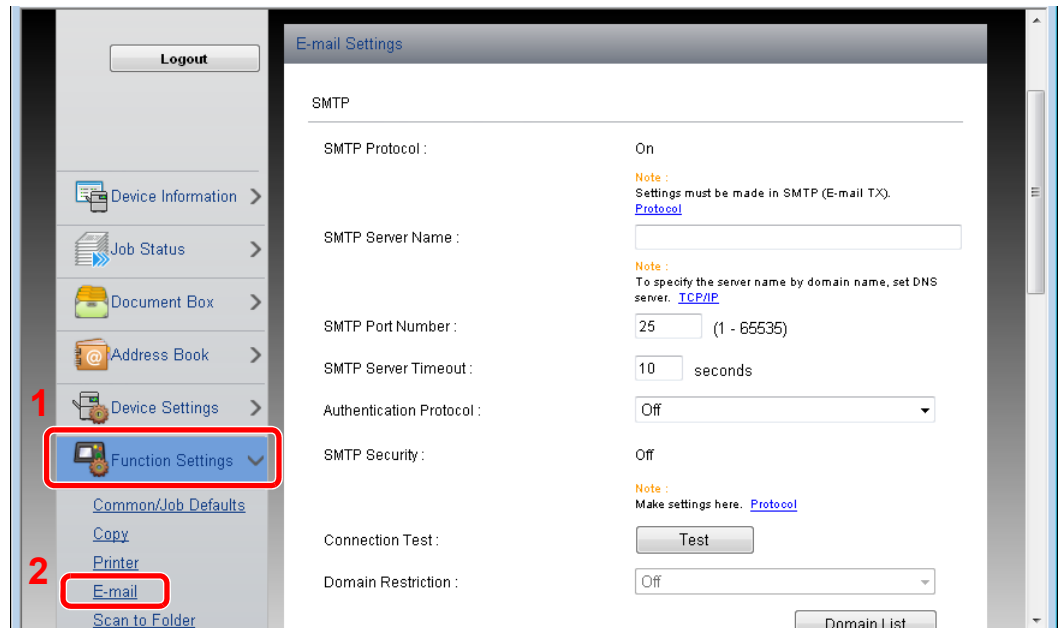 Logout
Device Information
Job Status
Document Box
Address Book
1
Device Settings
Function Settings
Common/Job Defaults
Copy
Printer
2
E-mail
Scan to Folder
E-mail Settings
SMTP
SMTP Protocol : On
Note :
Settings must be made in SMTP (E-mail TX).
Protocol
SMTP Server Name :
Note :
To specify the server name by domain name, set DNS
server. TCP/IP
SMTP Port Number : 25 (1 - 65535)
SMTP Server Timeout : 10 seconds
Authentication Protocol : Off
SMTP Security : Off
Note :
Make settings here. Protocol
Connection Test : Test
Domain Restriction : Off
Domain List